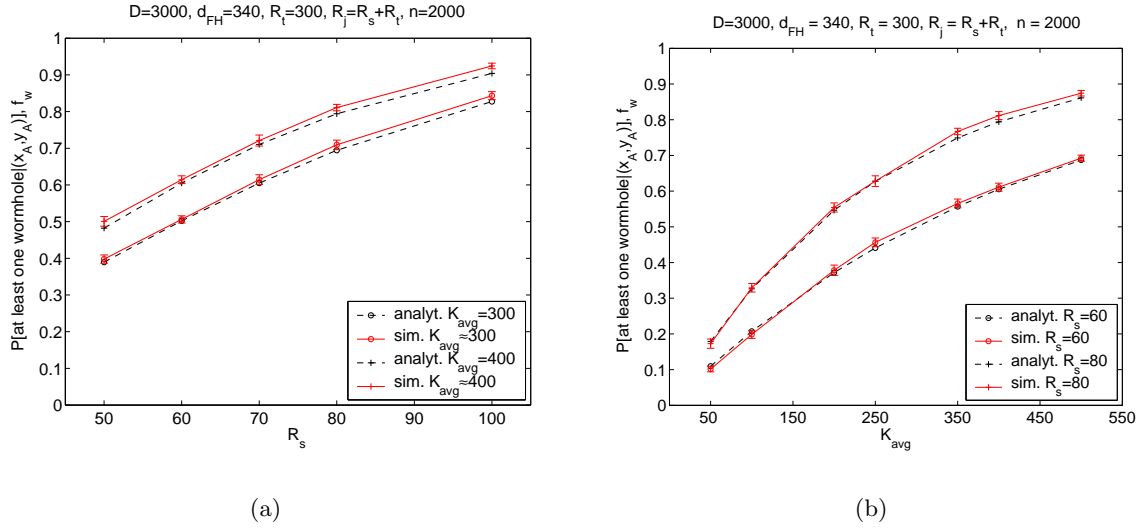 D=3000, d_FH=340, R_t=300, R_j=R_s+R_t, n=2000
P[at least one wormhole|(x_A,y_A)], f_w
1
0.9
0.8
0.7
0.6
0.5
0.4
0.3
0.2
0.1
0
50 60 70 80 90 100
R_s
analyt. K_avg=300
sim. K_avg≈300
analyt. K_avg=400
sim. K_avg≈400
(a)
D=3000, d_FH = 340, R_t = 300, R_j = R_s+R_t, n = 2000
P[at least one wormhole|(x_A,y_A)], f_w
1
0.9
0.8
0.7
0.6
0.5
0.4
0.3
0.2
0.1
0
50 150 250 350 450 550
K_avg
analyt. R_s=60
sim. R_s=60
analyt. R_s=80
sim. R_s=80
(b)